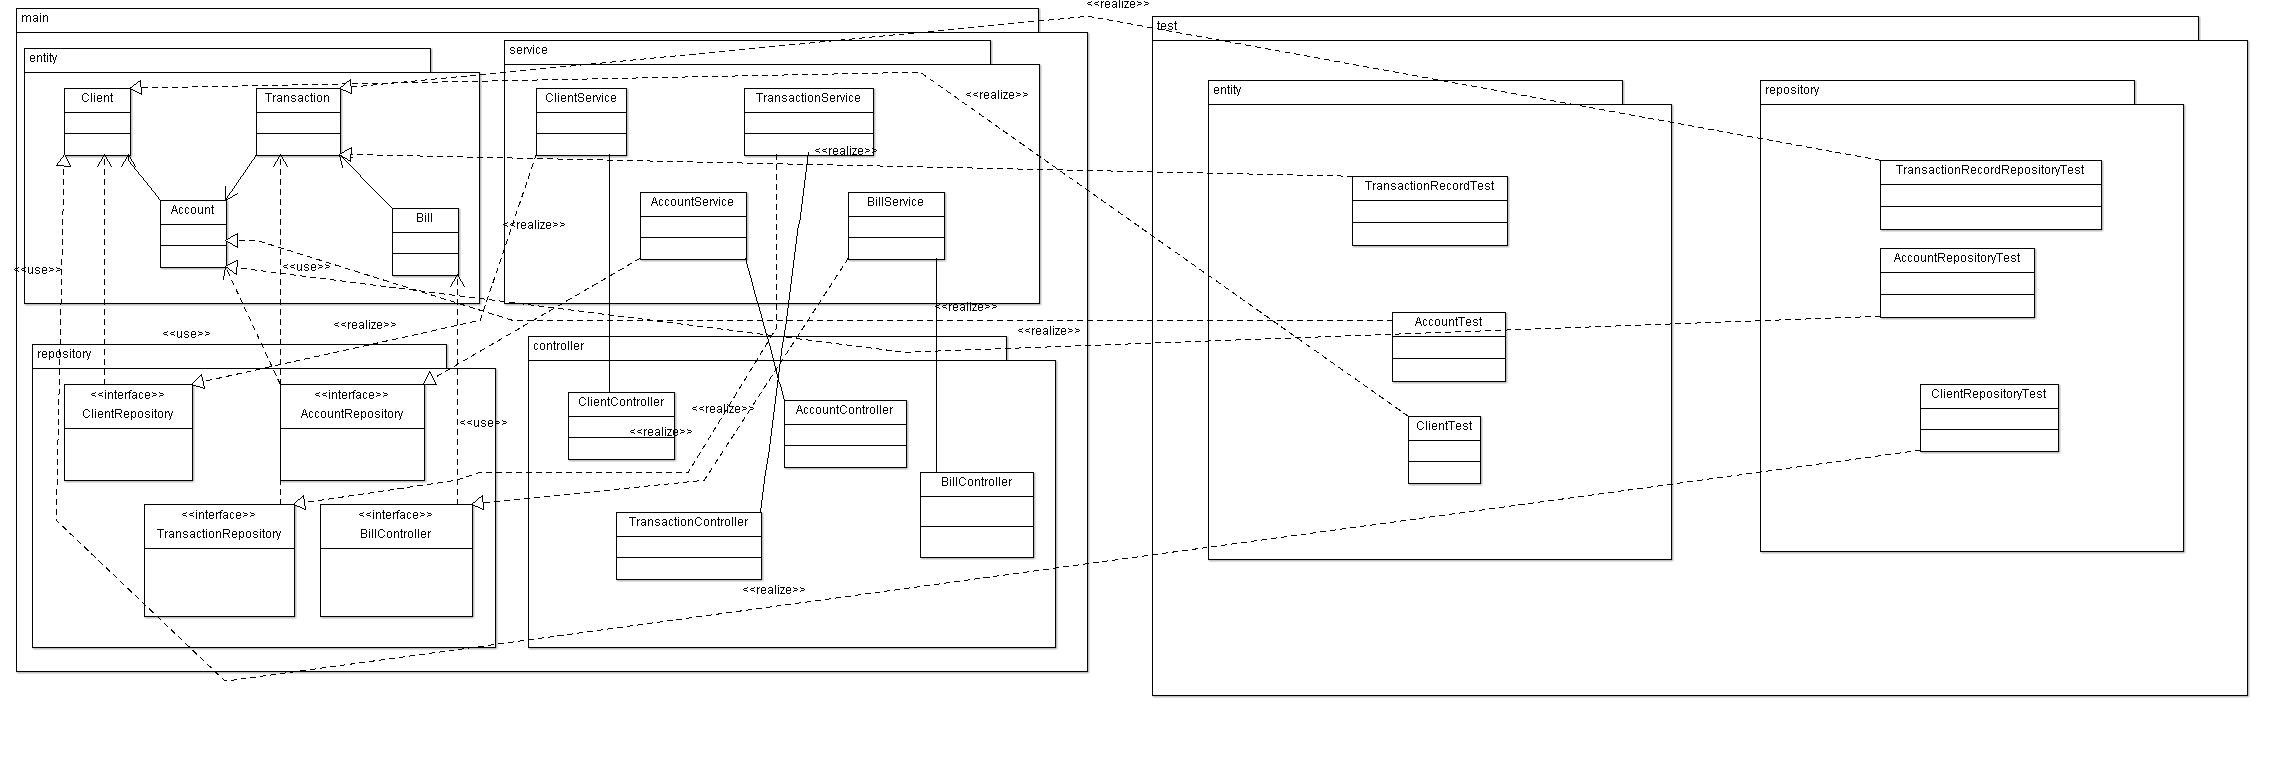 <<realize>>
main
test
entity
service
Client
Transaction
ClientService
TransactionService
<<realize>>
<<realize>>
Account
Bill
AccountService
BillService
<<realize>>
<<use>>
<<use>>
<<realize>>
<<realize>>
<<realize>>
<<use>>
repository
controller
<<interface>>
ClientRepository
<<interface>>
AccountRepository
ClientController
AccountController
<<realize>>
<<realize>>
<<use>>
BillController
<<interface>>
TransactionRepository
<<interface>>
BillController
TransactionController
<<realize>>
entity
repository
TransactionRecordTest
TransactionRecordRepositoryTest
AccountRepositoryTest
AccountTest
ClientRepositoryTest
ClientTest